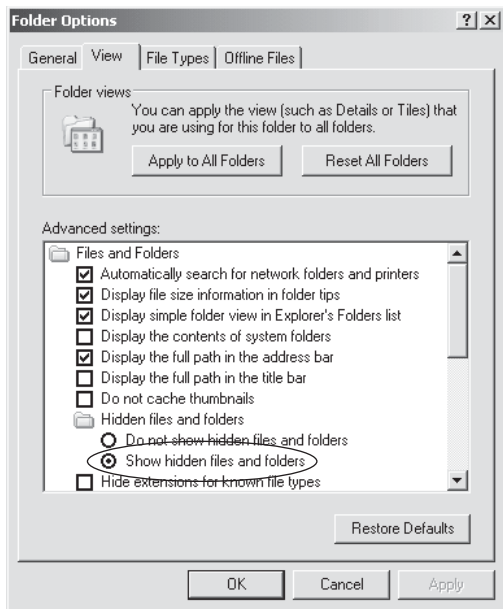 Folder Options
General View File Types Offline Files
Folder views
You can apply the view (such as Details or Tiles) that
you are using for this folder to all folders.
Apply to All Folders Reset All Folders
Advanced settings:
Files and Folders
Automatically search for network folders and printers
Display file size information in folder tips
Display simple folder view in Explorer's Folders list
Display the contents of system folders
Display the full path in the address bar
Display the full path in the title bar
Do not cache thumbnails
Hidden files and folders
Do not show hidden files and folders
Show hidden files and folders
Hide extensions for known file types
Restore Defaults
OK Cancel Apply